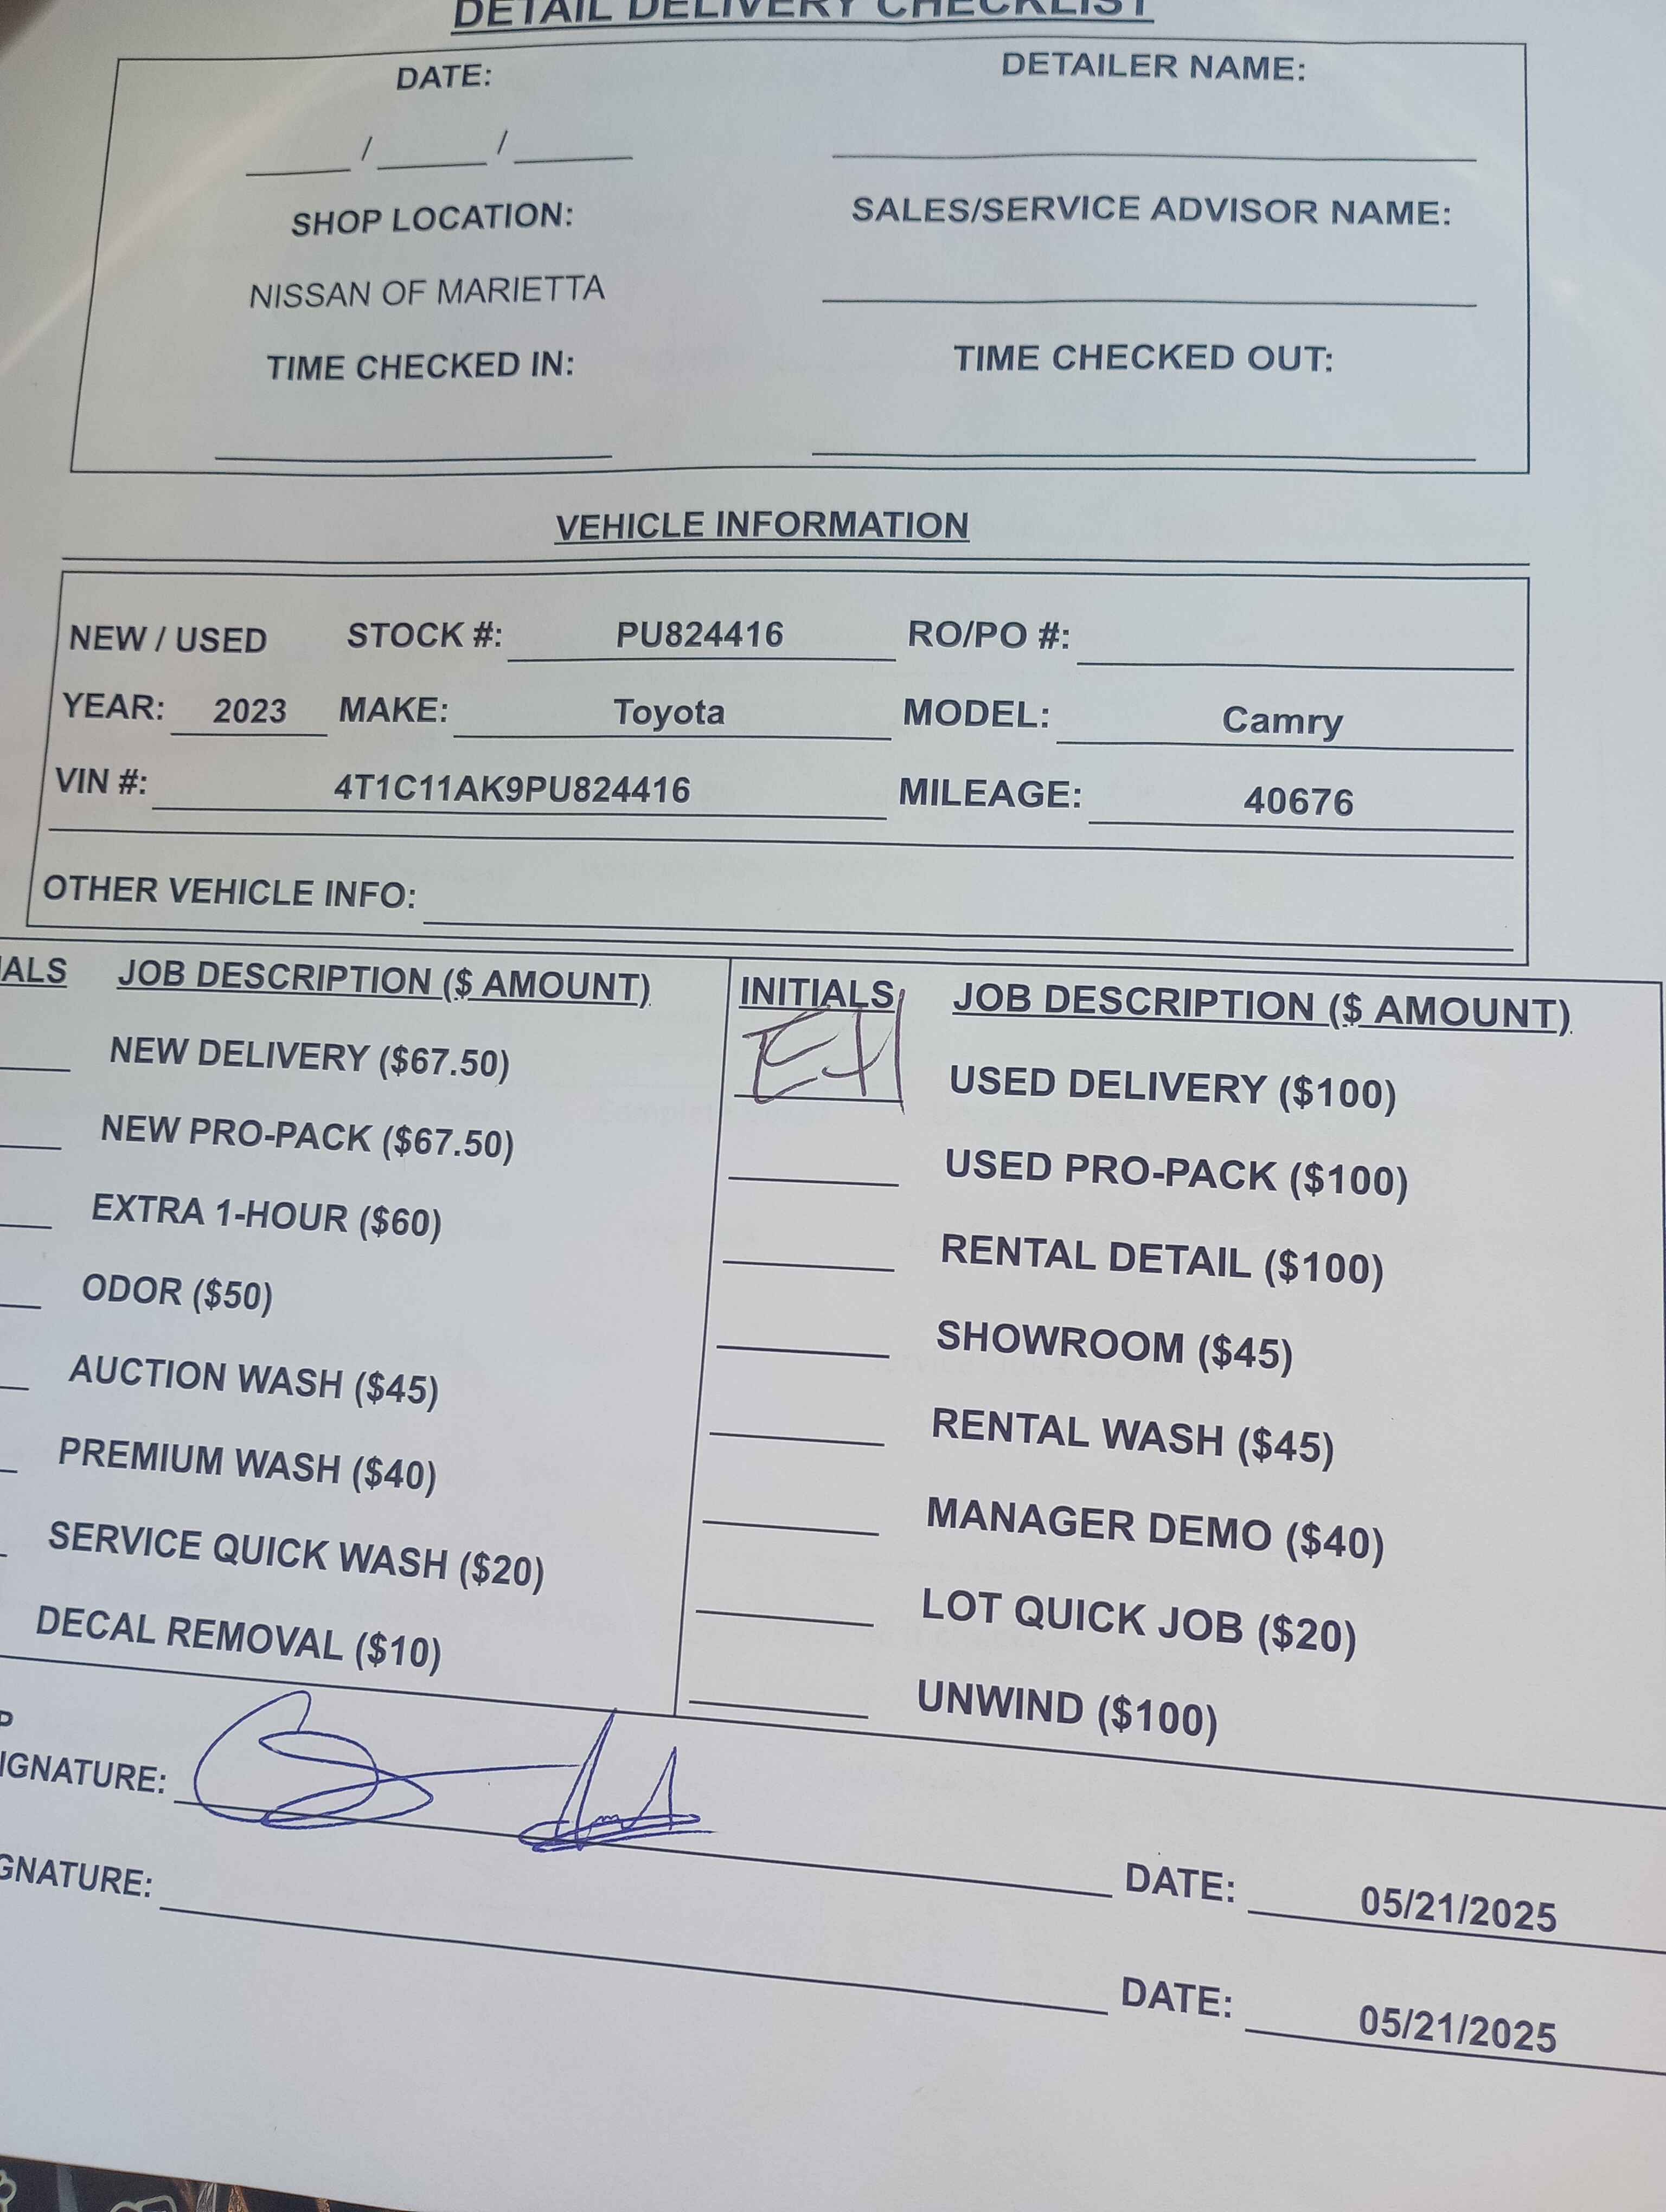 DETAIL DELIVERY CHECKLIST
DATE: DETAILER NAME:
/ /
SHOP LOCATION: SALES/SERVICE ADVISOR NAME:
NISSAN OF MARIETTA
TIME CHECKED IN: TIME CHECKED OUT:
VEHICLE INFORMATION
NEW / USED STOCK #: PU824416 RO/PO #:
YEAR: 2023 MAKE: Toyota MODEL: Camry
VIN #: 4T1C11AK9PU824416 MILEAGE: 40676
OTHER VEHICLE INFO:
IALS JOB DESCRIPTION ($ AMOUNT) INITIALS JOB DESCRIPTION ($ AMOUNT)
NEW DELIVERY ($67.50) EH USED DELIVERY ($100)
NEW PRO-PACK ($67.50) USED PRO-PACK ($100)
EXTRA 1-HOUR ($60) RENTAL DETAIL ($100)
ODOR ($50) SHOWROOM ($45)
AUCTION WASH ($45) RENTAL WASH ($45)
PREMIUM WASH ($40) MANAGER DEMO ($40)
SERVICE QUICK WASH ($20) LOT QUICK JOB ($20)
DECAL REMOVAL ($10) UNWIND ($100)
P
IGNATURE: DATE: 05/21/2025
GNATURE: DATE: 05/21/2025